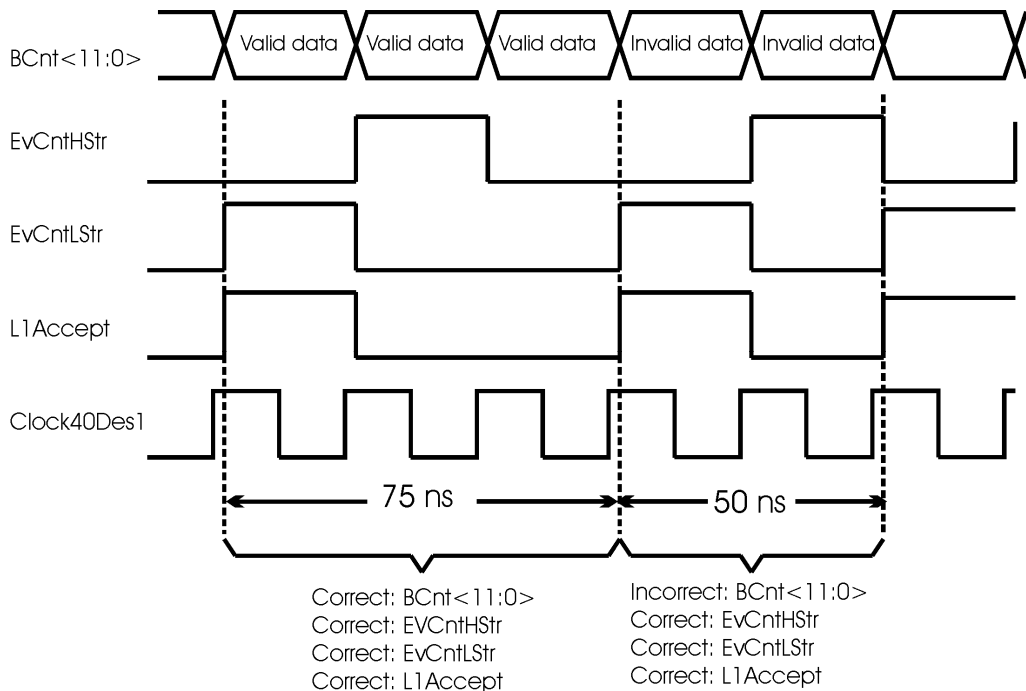 BCnt<11:0>
Valid data Valid data Valid data Invalid data Invalid data
EvCntHStr
EvCntLStr
L1Accept
Clock40Des1
75 ns 50 ns
Correct: BCnt<11:0>
Correct: EVCntHStr
Correct: EvCntLStr
Correct: L1Accept
Incorrect: BCnt<11:0>
Correct: EvCntHStr
Correct: EvCntLStr
Correct: L1Accept